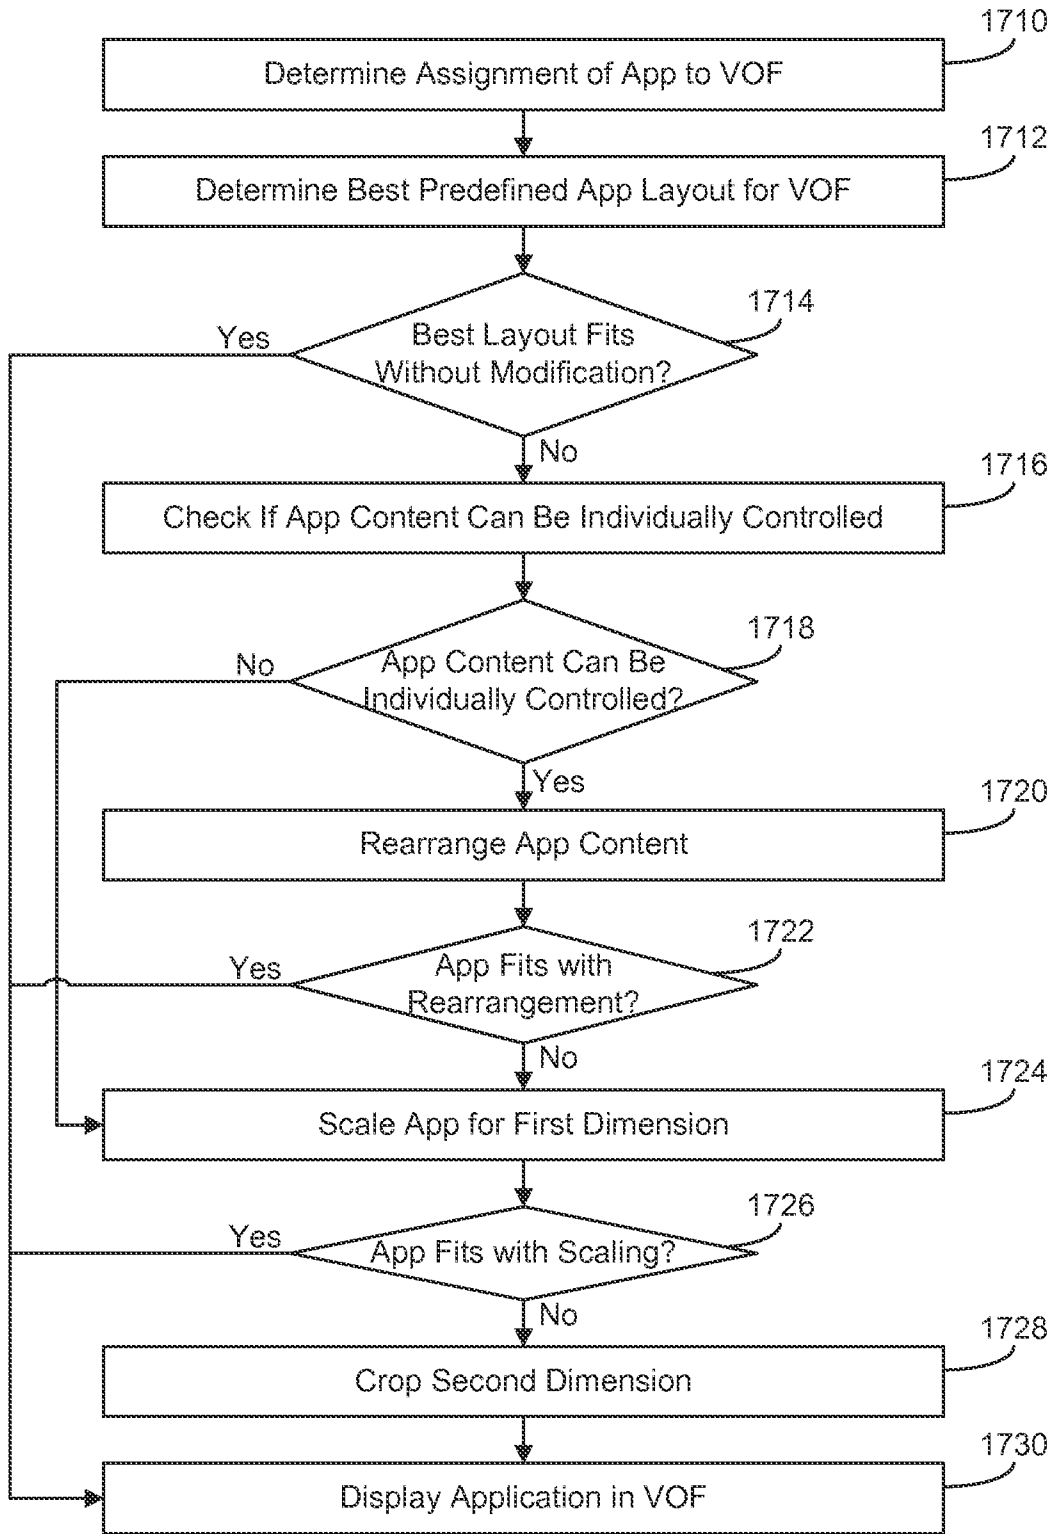 1710
Determine Assignment of App to VOF
1712
Determine Best Predefined App Layout for VOF
1714
Yes
Best Layout Fits
Without Modification?
No
1716
Check If App Content Can Be Individually Controlled
1718
No
App Content Can Be
Individually Controlled?
Yes
1720
Rearrange App Content
1722
Yes
App Fits with
Rearrangement?
No
1724
Scale App for First Dimension
1726
Yes
App Fits with Scaling?
No
1728
Crop Second Dimension
1730
Display Application in VOF